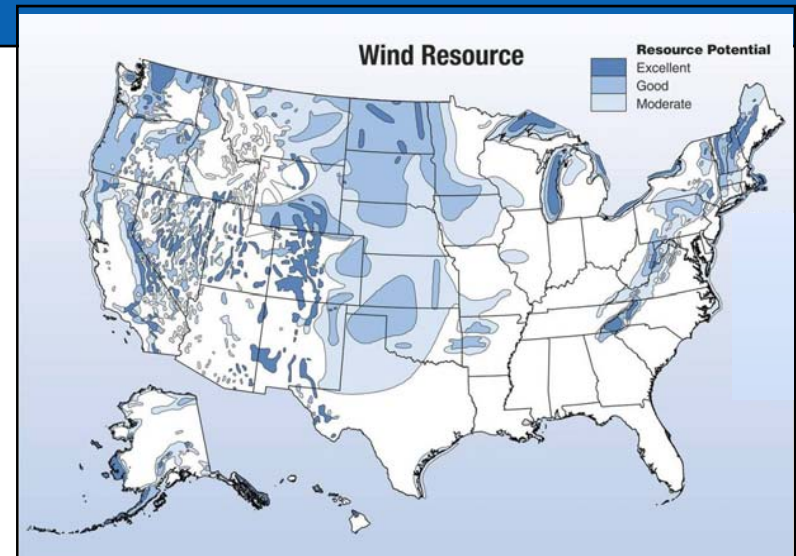 Wind Resource
Resource Potential
Excellent
Good
Moderate